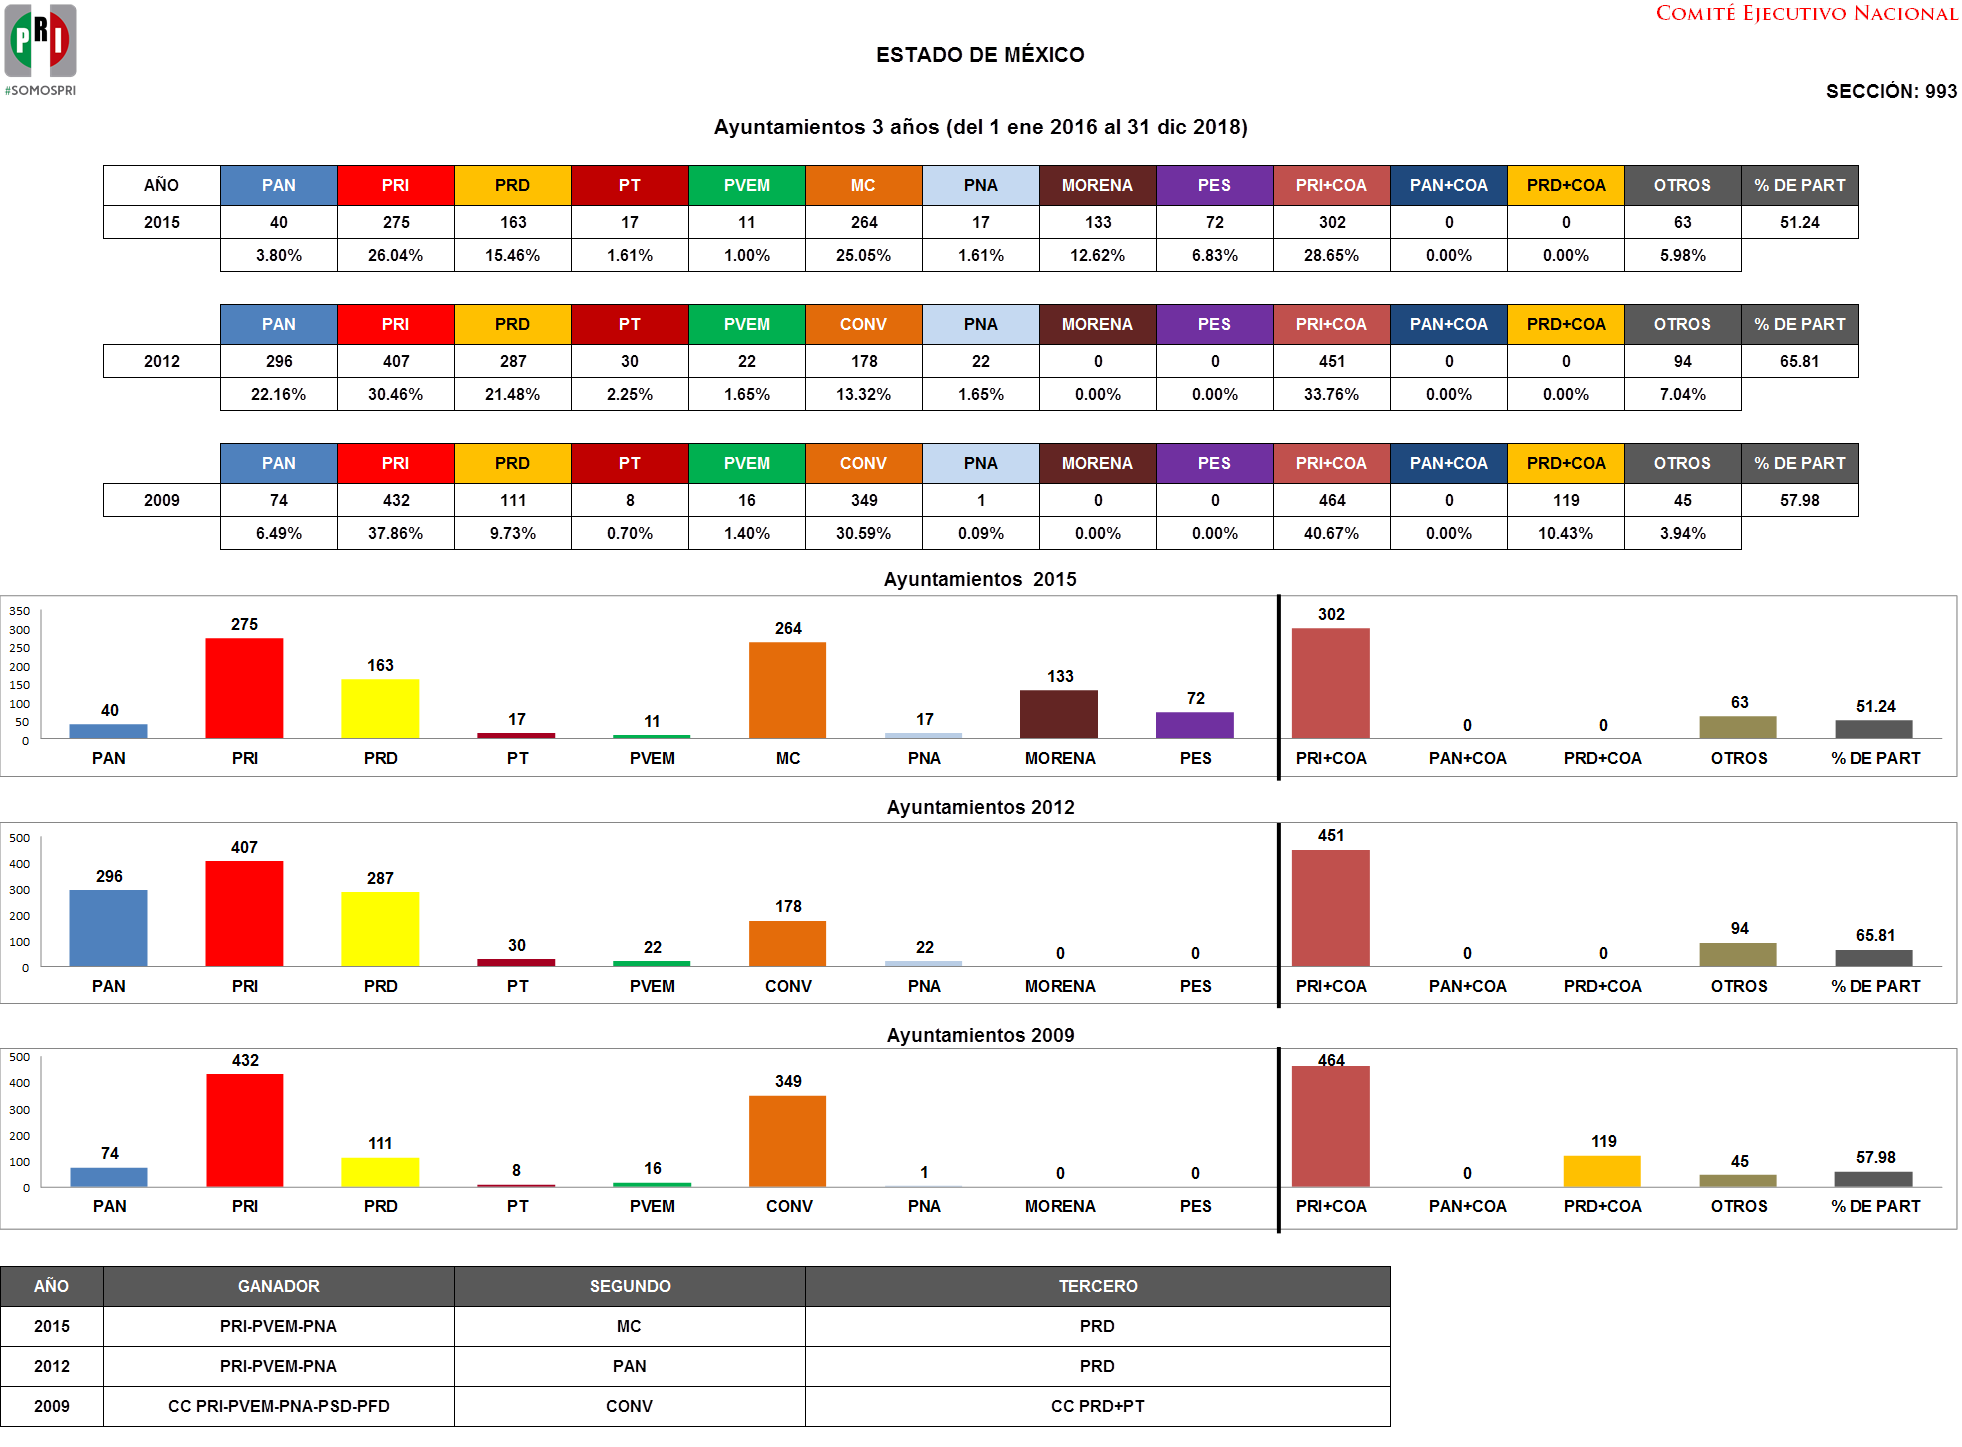 PRI
#SOMOSPRI
COMITÉ EJECUTIVO NACIONAL
ESTADO DE MÉXICO
SECCIÓN: 993
Ayuntamientos 3 años (del 1 ene 2016 al 31 dic 2018)
AÑO PAN PRI PRD PT PVEM MC PNA MORENA PES PRI+COA PAN+COA PRD+COA OTROS % DE PART
2015 40 275 163 17 11 264 17 133 72 302 0 0 63 51.24
3.80% 26.04% 15.46% 1.61% 1.00% 25.05% 1.61% 12.62% 6.83% 28.65% 0.00% 0.00% 5.98%
PAN PRI PRD PT PVEM CONV PNA MORENA PES PRI+COA PAN+COA PRD+COA OTROS % DE PART
2012 296 407 287 30 22 178 22 0 0 451 0 0 94 65.81
22.16% 30.46% 21.48% 2.25% 1.65% 13.32% 1.65% 0.00% 0.00% 33.76% 0.00% 0.00% 7.04%
PAN PRI PRD PT PVEM CONV PNA MORENA PES PRI+COA PAN+COA PRD+COA OTROS % DE PART
2009 74 432 111 8 16 349 1 0 0 464 0 119 45 57.98
6.49% 37.86% 9.73% 0.70% 1.40% 30.59% 0.09% 0.00% 0.00% 40.67% 0.00% 10.43% 3.94%
Ayuntamientos 2015
350
300
250
200
150
100
50
0
40 275 163 17 11 264 17 133 72 302 0 0 63 51.24
PAN PRI PRD PT PVEM MC PNA MORENA PES PRI+COA PAN+COA PRD+COA OTROS % DE PART
Ayuntamientos 2012
500
400
300
200
100
0
296 407 287 30 22 178 22 0 0 451 0 0 94 65.81
PAN PRI PRD PT PVEM CONV PNA MORENA PES PRI+COA PAN+COA PRD+COA OTROS % DE PART
Ayuntamientos 2009
500
400
300
200
100
0
74 432 111 8 16 349 1 0 0 464 0 119 45 57.98
PAN PRI PRD PT PVEM CONV PNA MORENA PES PRI+COA PAN+COA PRD+COA OTROS % DE PART
AÑO GANADOR SEGUNDO TERCERO
2015 PRI-PVEM-PNA MC PRD
2012 PRI-PVEM-PNA PAN PRD
2009 CC PRI-PVEM-PNA-PSD-PFD CONV CC PRD+PT